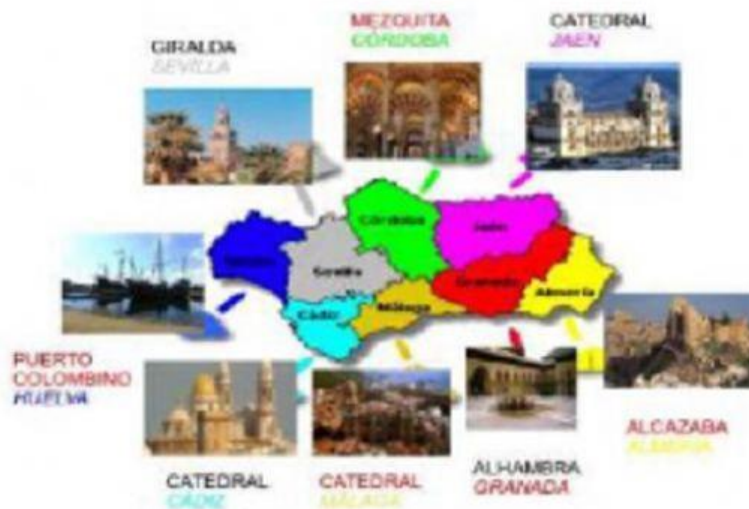 MEZQUITA
CÓRDOBA
CATEDRAL
JAEN
GIRALDA
SEVILLA
Córdoba
Jaén
Huelva
Sevilla
Granada
Almería
Cádiz
Málaga
PUERTO
COLOMBINO
HUELVA
CATEDRAL
CÁDIZ
CATEDRAL
MÁLAGA
ALHAMBRA
GRANADA
ALCAZABA
ALMERIA